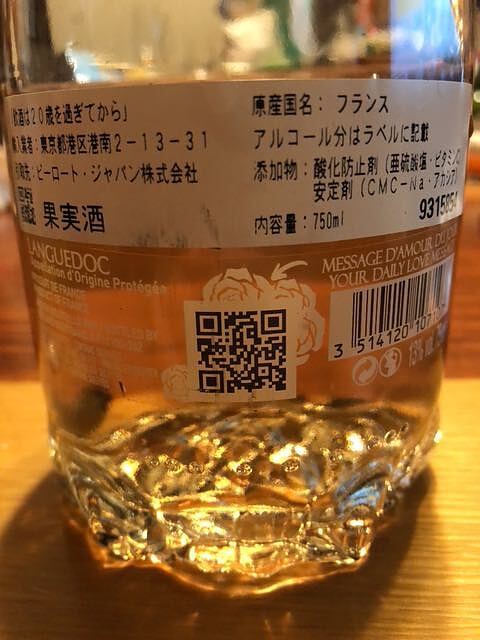 飲酒は20歳を過ぎてから」
原産国名： フランス
東京都港区港南2-13-31
アルコール分はラベルに記載
ピーロート・ジャパン株式会社
添加物：酸化防止剤（亜硫酸塩・ビタミンC
安定剤（CMC-Na・アカシア
果実酒
内容量：750ml
LANGUEDOC
Appellation d'Origine Protégée
MESSAGE D'AMOUR DU
YOUR DAILY LOVE
3 514120 107
13% vol